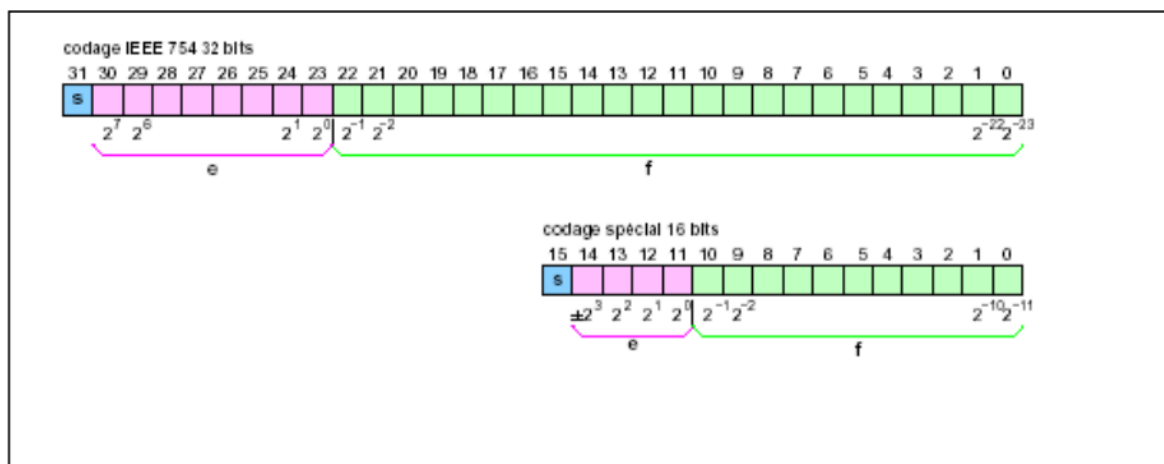 codage IEEE 754 32 bits
31 30 29 28 27 26 25 24 23 22 21 20 19 18 17 16 15 14 13 12 11 10 9 8 7 6 5 4 3 2 1 0
s
2^7 2^6 2^1 2^0 2^-1 2^-2 2^-22 2^-23
e f
codage spécial 16 bits
15 14 13 12 11 10 9 8 7 6 5 4 3 2 1 0
s
±2^3 2^2 2^1 2^0 2^-1 2^-2 2^-10 2^-11
e f